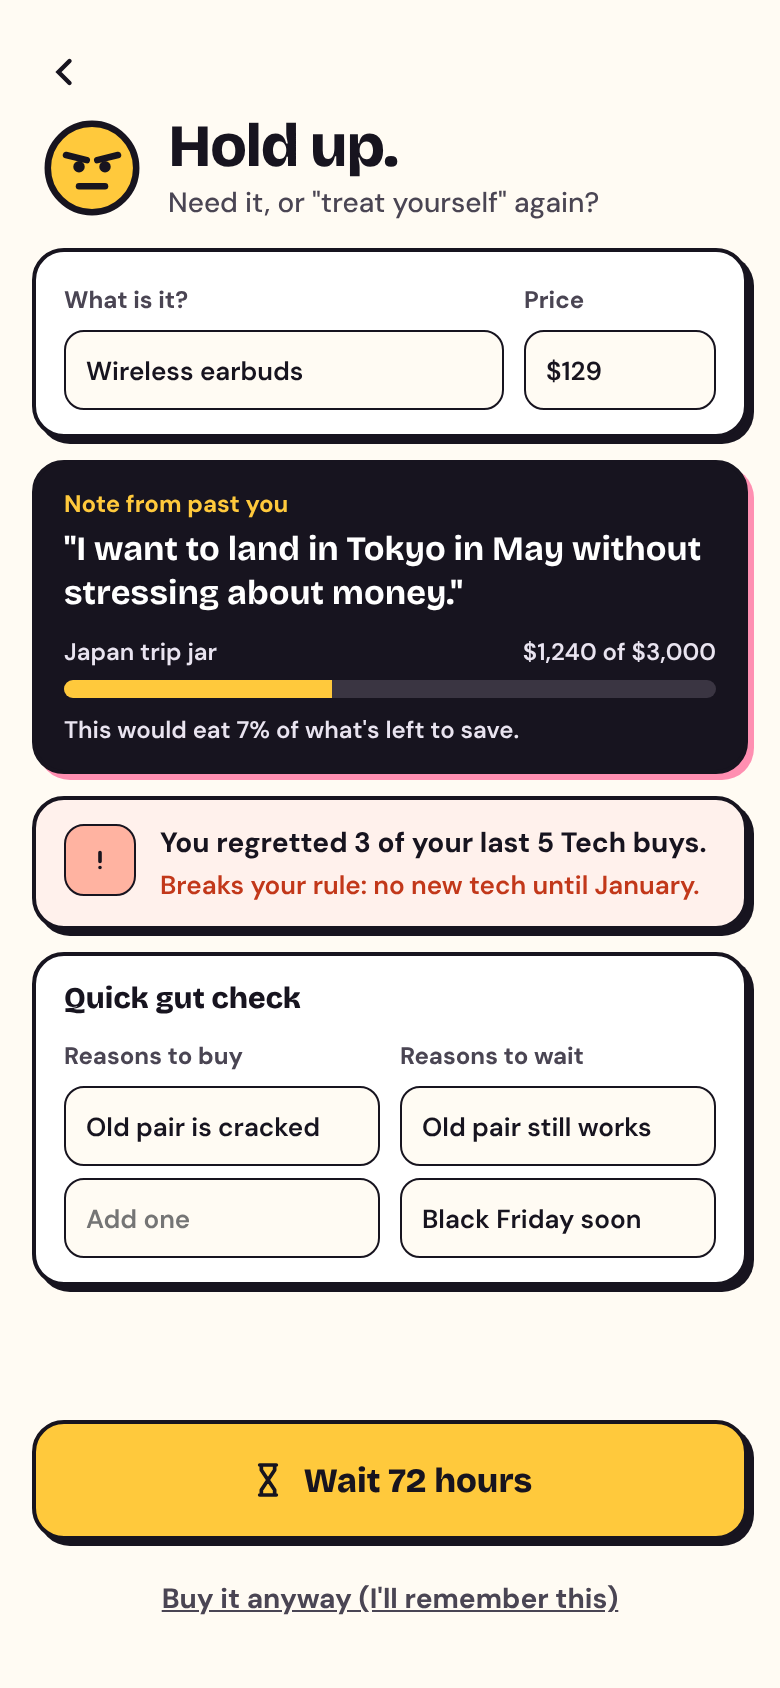 Hold up.
Need it, or "treat yourself" again?
What is it?
Price
Wireless earbuds
$129
Note from past you
"I want to land in Tokyo in May without
stressing about money."
Japan trip jar
$1,240 of $3,000
This would eat 7% of what's left to save.
!
You regretted 3 of your last 5 Tech buys.
Breaks your rule: no new tech until January.
Quick gut check
Reasons to buy
Reasons to wait
Old pair is cracked
Old pair still works
Add one
Black Friday soon
Wait 72 hours
Buy it anyway (I'll remember this)